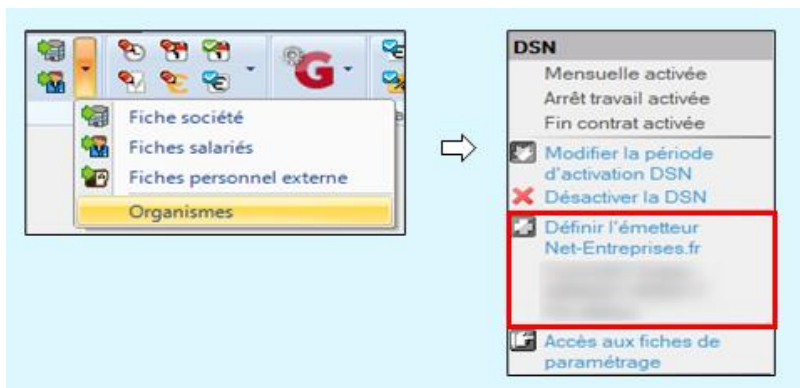 Fiche société
Fiches salariés
Fiches personnel externe
Organismes
DSN
Mensuelle activée
Arrêt travail activée
Fin contrat activée
Modifier la période
d'activation DSN
Désactiver la DSN
Définir l'émetteur
Net-Entreprises.fr
Accès aux fiches de
paramétrage